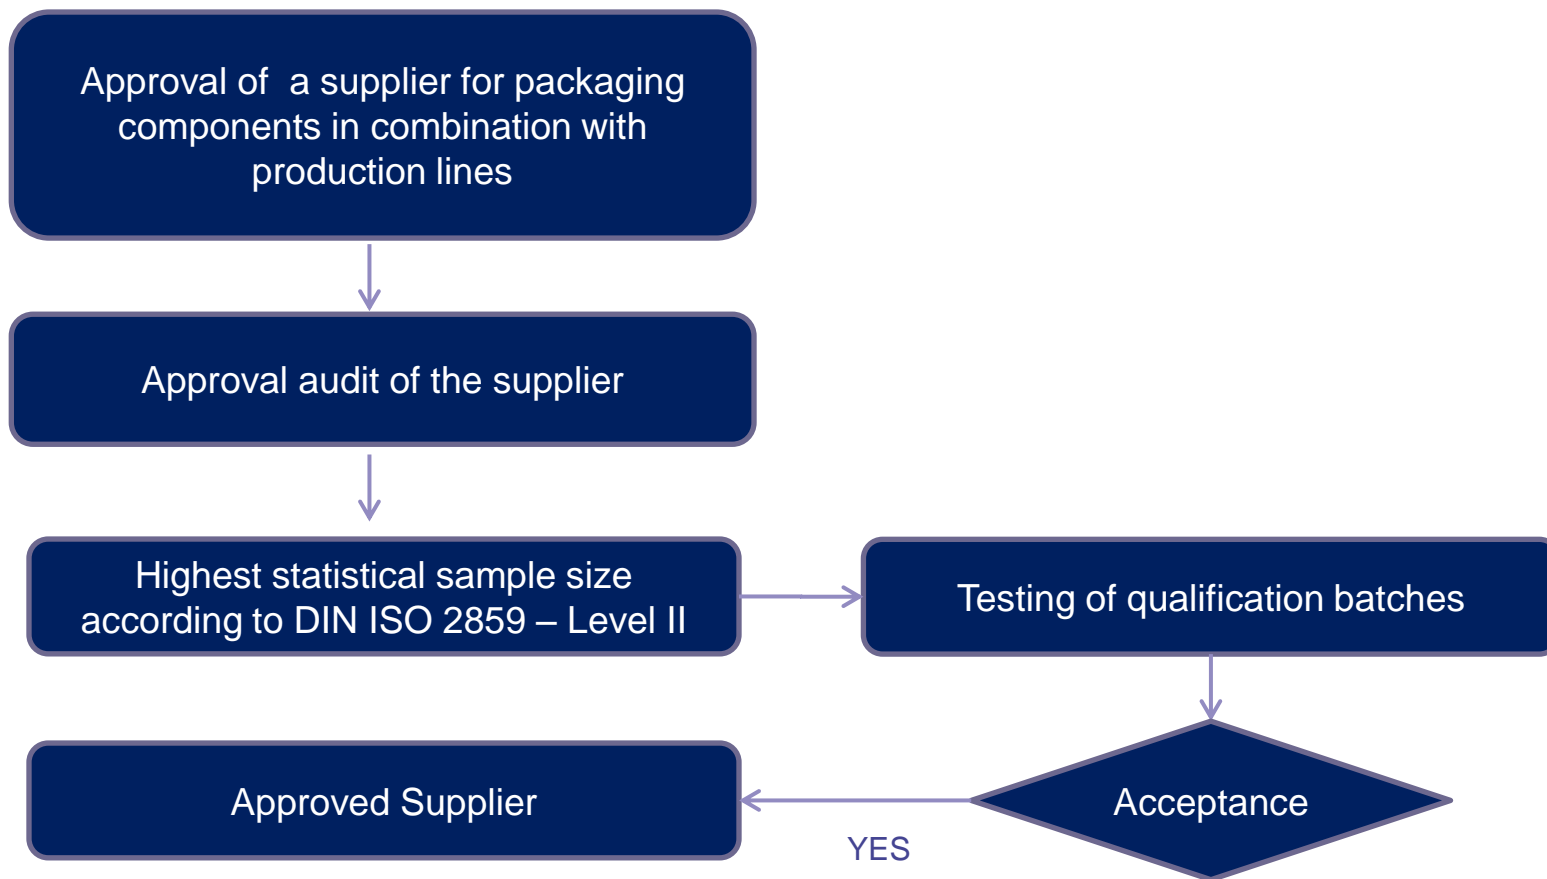 Approval of  a supplier for packaging
components in combination with
production lines
Approval audit of the supplier
Highest statistical sample size
according to DIN ISO 2859 – Level II
Testing of qualification batches
Approved Supplier
Acceptance
YES